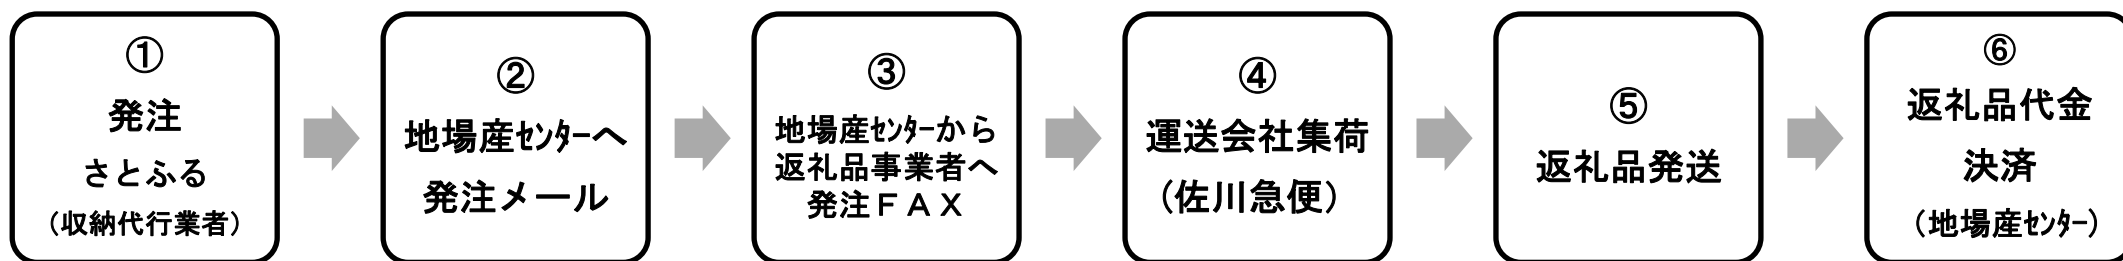 ①
発注
さとふる
（収納代行業者）
②
地場産ｾﾝﾀｰへ
発注メール
③
地場産ｾﾝﾀｰから
返礼品事業者へ
発注ＦＡＸ
④
運送会社集荷
（佐川急便）
⑤
返礼品発送
⑥
返礼品代金
決済
（地場産ｾﾝﾀｰ）